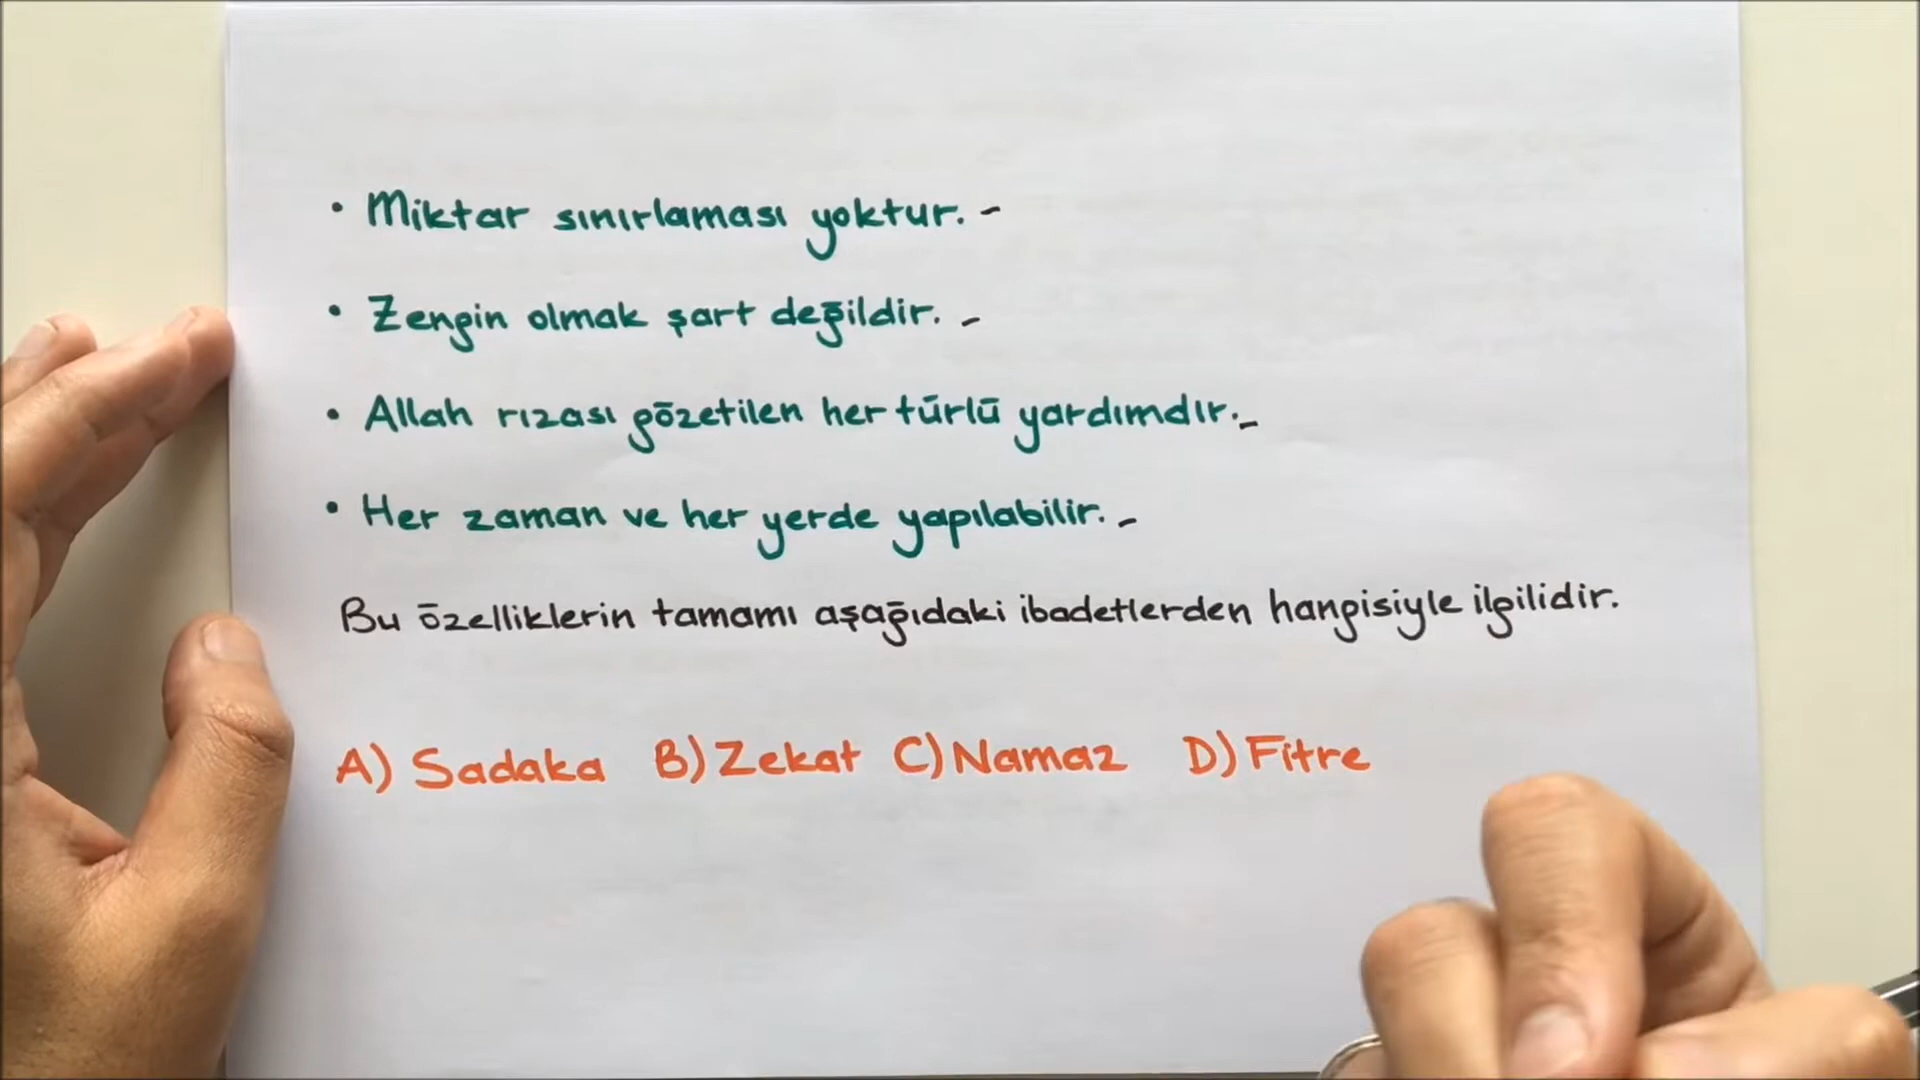 • Miktar sınırlaması yoktur. -
• Zengin olmak şart değildir. -
• Allah rızası gözetilen her türlü yardımdır. -
• Her zaman ve her yerde yapılabilir. -
Bu özelliklerin tamamı aşağıdaki ibadetlerden hangisiyle ilgilidir.
A) Sadaka B) Zekat C) Namaz D) Fitre